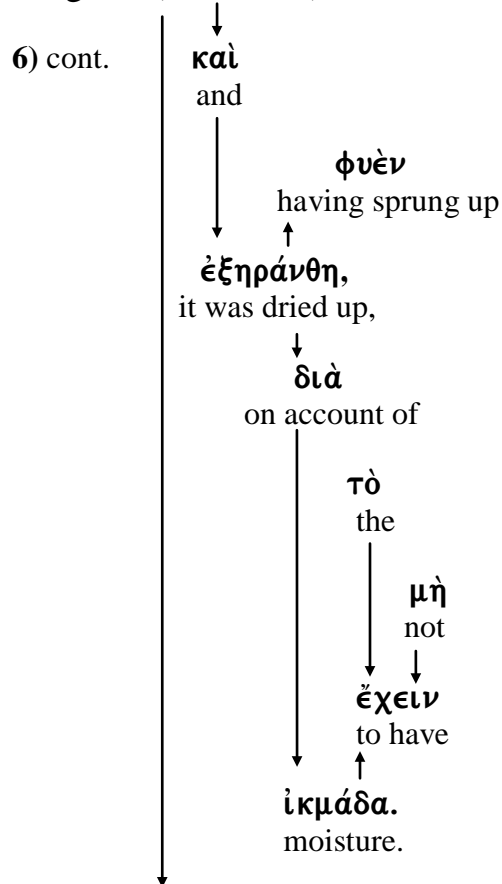 6) cont.
καὶ
and
φυὲν
having sprung up
ἐξηράνθη,
it was dried up,
διὰ
on account of
τὸ
the
μὴ
not
ἔχειν
to have
ἰκμάδα.
moisture.